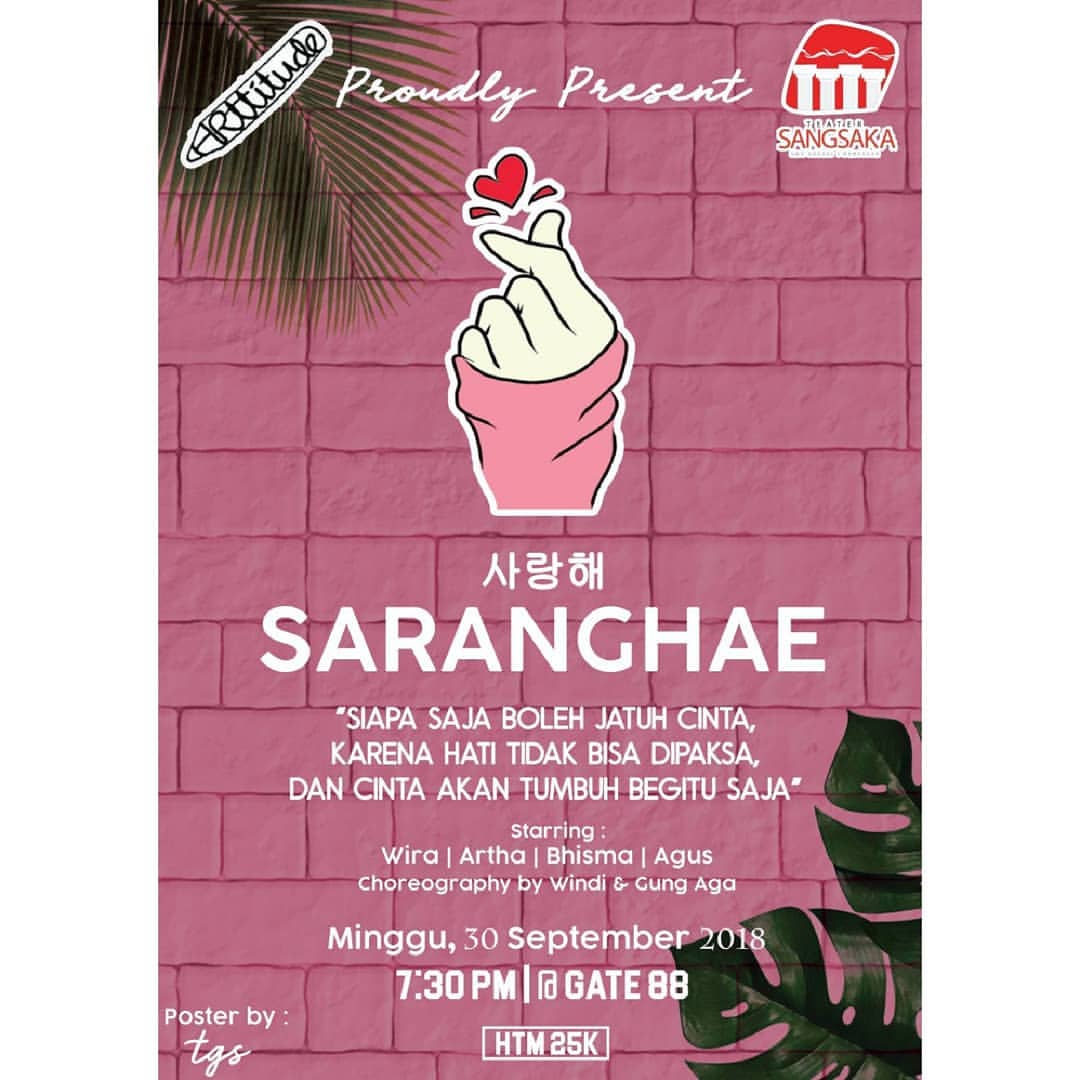 ARtitude
Proudly Present
TEATER
SANGSAKA
사랑해
SARANGHAE
"SIAPA SAJA BOLEH JATUH CINTA,
KARENA HATI TIDAK BISA DIPAKSA,
DAN CINTA AKAN TUMBUH BEGITU SAJA"
Starring :
Wira | Artha | Bhisma | Agus
Choreography by Windi & Gung Aga
Minggu, 30 September 2018
7:30 PM | @ GATE 88
Poster by :
tgs
HTM 25K